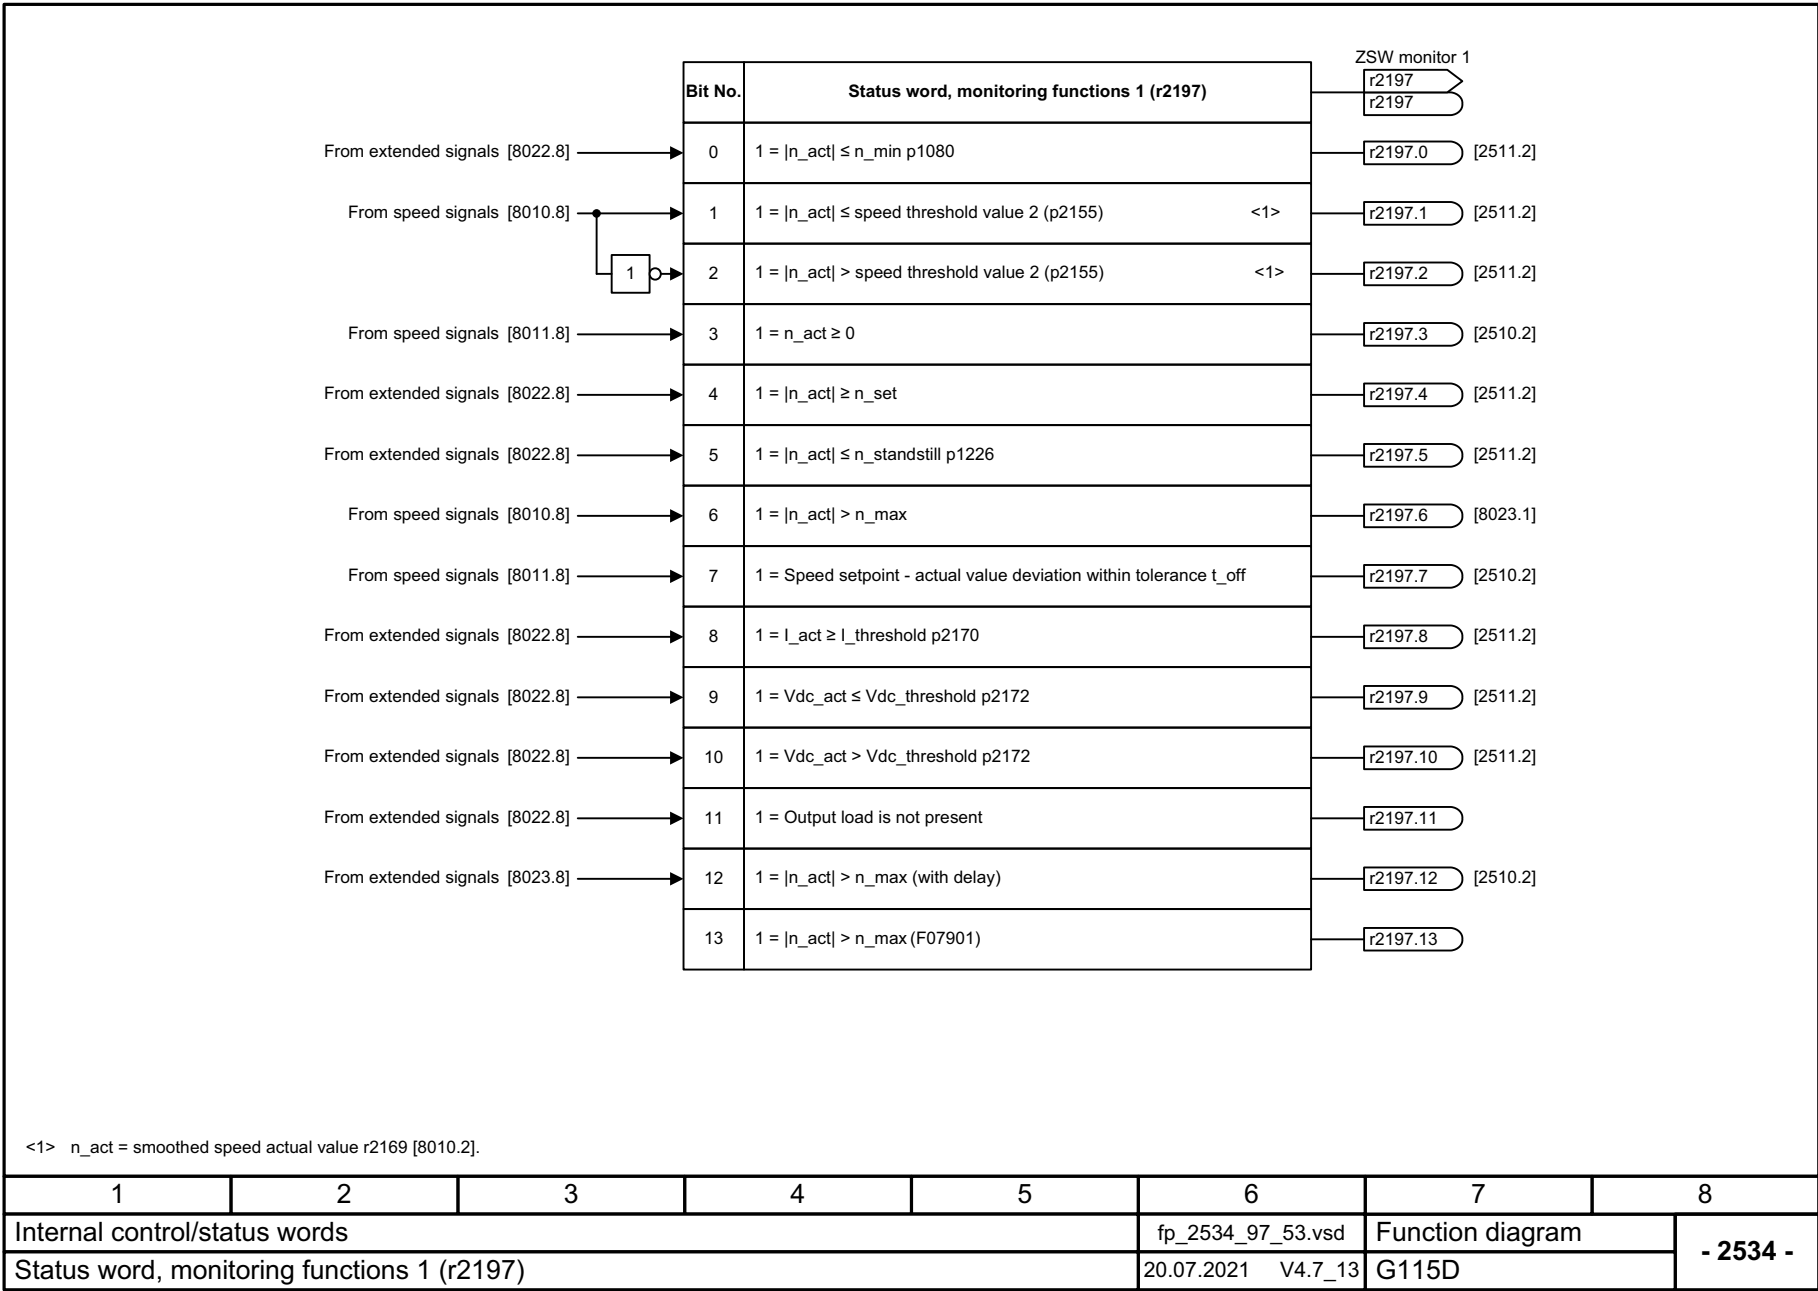 ZSW monitor 1
Bit No. Status word, monitoring functions 1 (r2197) r2197
r2197
From extended signals [8022.8] 0 1 = |n_act| ≤ n_min p1080 r2197.0 [2511.2]
From speed signals [8010.8] 1 1 = |n_act| ≤ speed threshold value 2 (p2155) <1> r2197.1 [2511.2]
1 2 1 = |n_act| > speed threshold value 2 (p2155) <1> r2197.2 [2511.2]
From speed signals [8011.8] 3 1 = n_act ≥ 0 r2197.3 [2510.2]
From extended signals [8022.8] 4 1 = |n_act| ≥ n_set r2197.4 [2511.2]
From extended signals [8022.8] 5 1 = |n_act| ≤ n_standstill p1226 r2197.5 [2511.2]
From speed signals [8010.8] 6 1 = |n_act| > n_max r2197.6 [8023.1]
From speed signals [8011.8] 7 1 = Speed setpoint - actual value deviation within tolerance t_off r2197.7 [2510.2]
From extended signals [8022.8] 8 1 = I_act ≥ I_threshold p2170 r2197.8 [2511.2]
From extended signals [8022.8] 9 1 = Vdc_act ≤ Vdc_threshold p2172 r2197.9 [2511.2]
From extended signals [8022.8] 10 1 = Vdc_act > Vdc_threshold p2172 r2197.10 [2511.2]
From extended signals [8022.8] 11 1 = Output load is not present r2197.11
From extended signals [8023.8] 12 1 = |n_act| > n_max (with delay) r2197.12 [2510.2]
13 1 = |n_act| > n_max (F07901) r2197.13
<1> n_act = smoothed speed actual value r2169 [8010.2].
1 2 3 4 5 6 7 8
Internal control/status words fp_2534_97_53.vsd Function diagram - 2534 -
Status word, monitoring functions 1 (r2197) 20.07.2021 V4.7_13 G115D